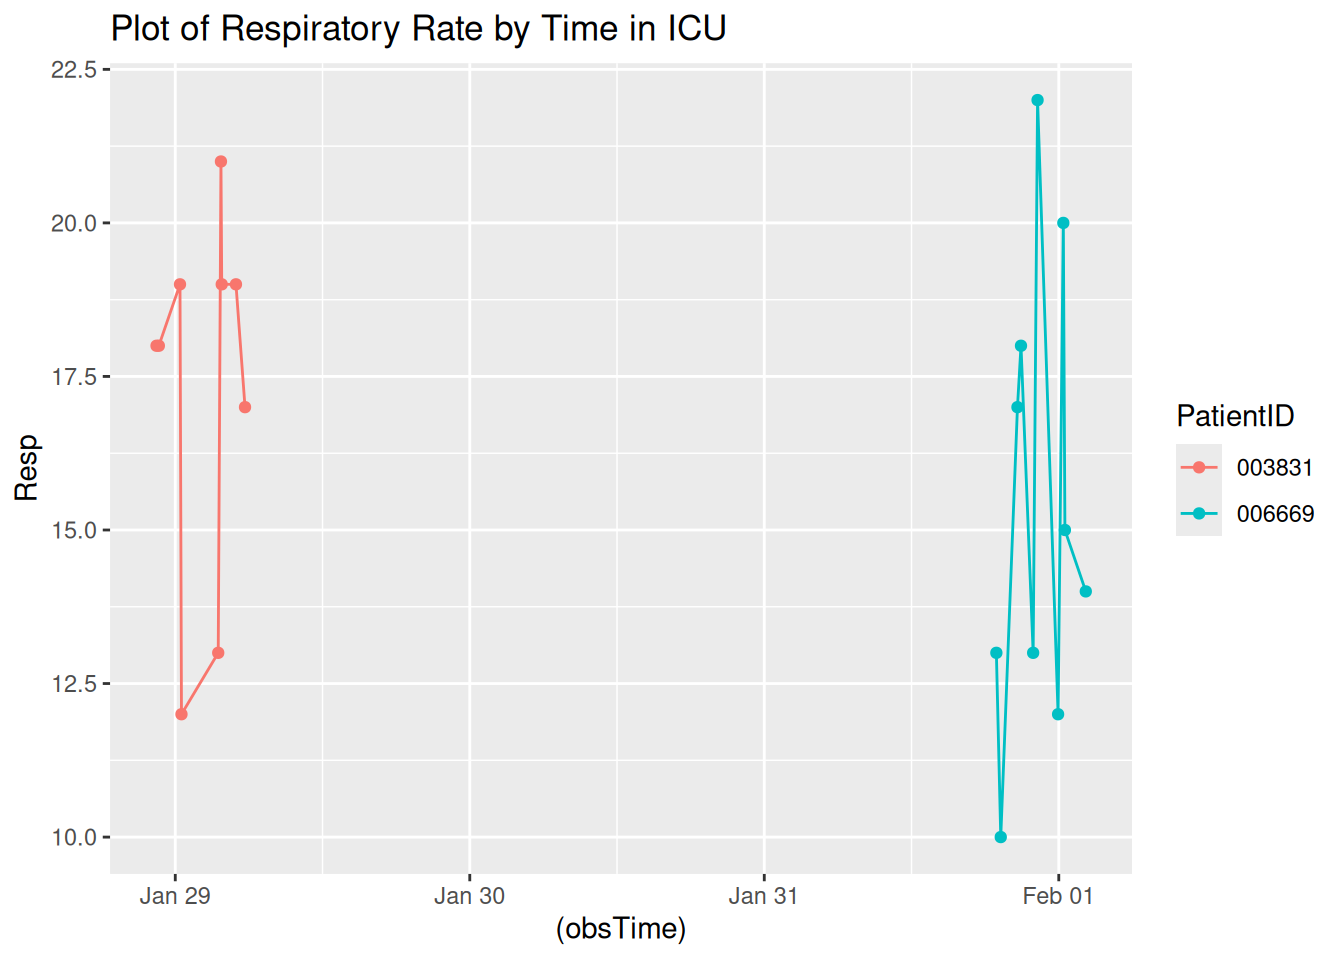 Plot of Respiratory Rate by Time in ICU
22.5
20.0
17.5
15.0
12.5
10.0
Resp
Jan 29
Jan 30
Jan 31
Feb 01
(obsTime)
PatientID
003831
006669